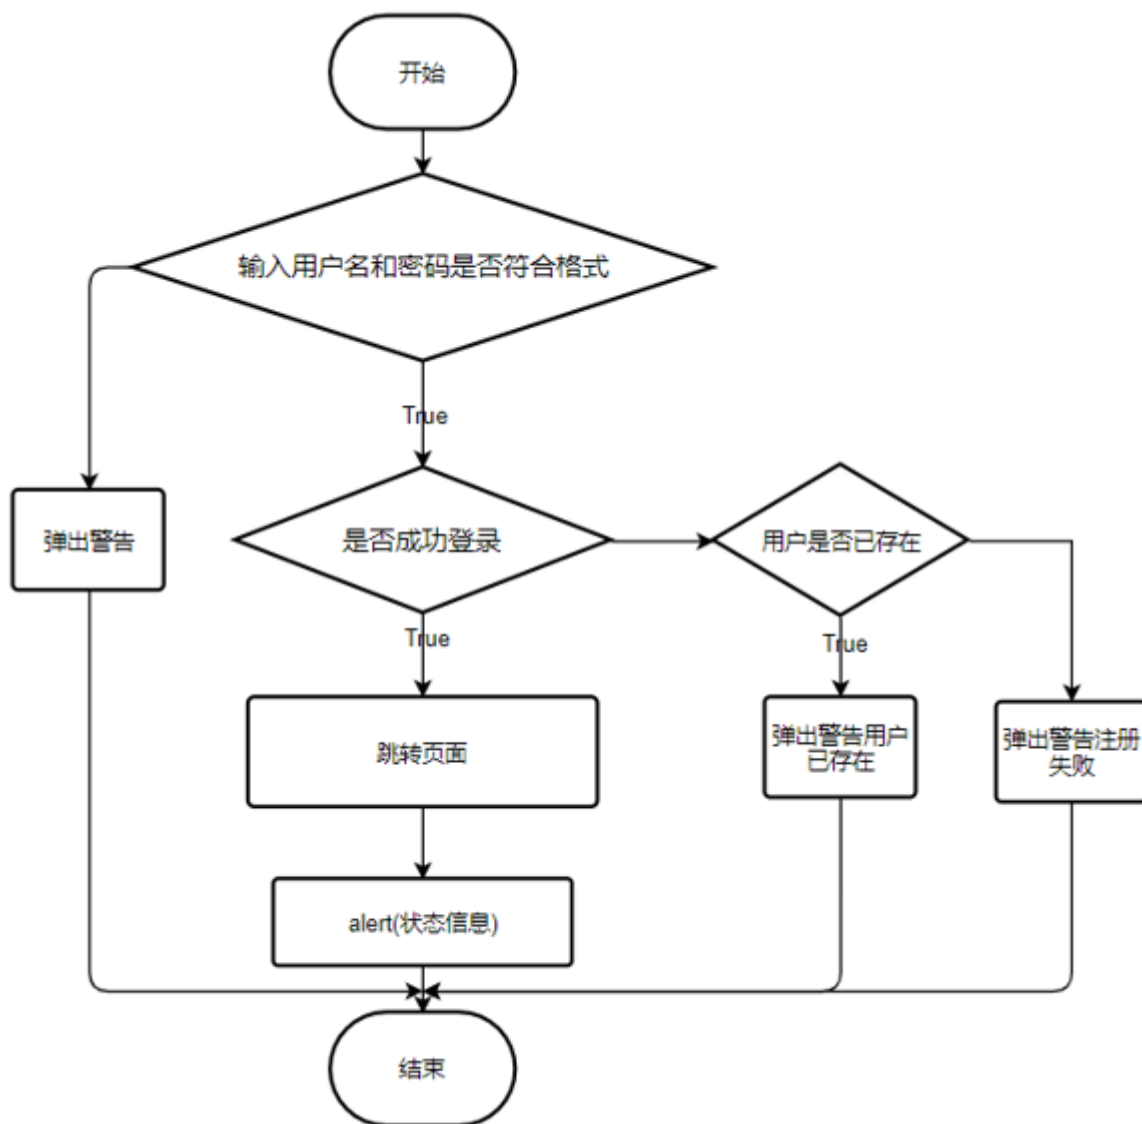 开始
输入用户名和密码是否符合格式
True
弹出警告
是否成功登录
用户是否已存在
True
True
跳转页面
弹出警告用户
已存在
弹出警告注册
失败
alert(状态信息)
结束